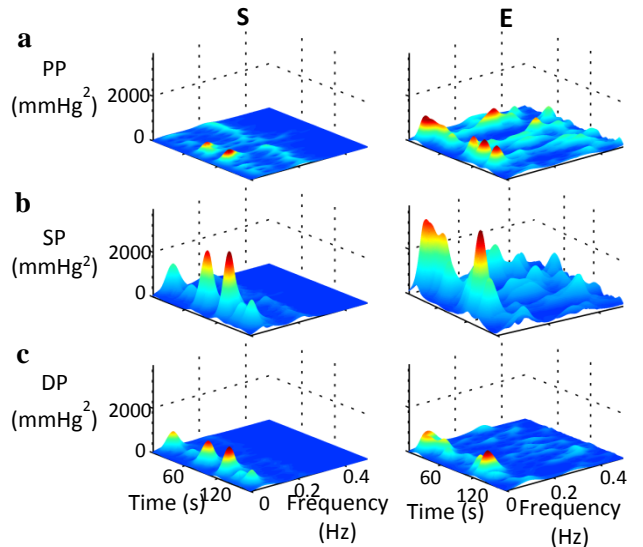 S E
a
PP
(mmHg²)
2000
0
b
SP
(mmHg²)
2000
0
c
DP
(mmHg²)
2000
0
60 0.4 60 0.4
120 0.2 120 0.2
Time (s) 0 Frequency Time (s) 0 Frequency
(Hz) (Hz)